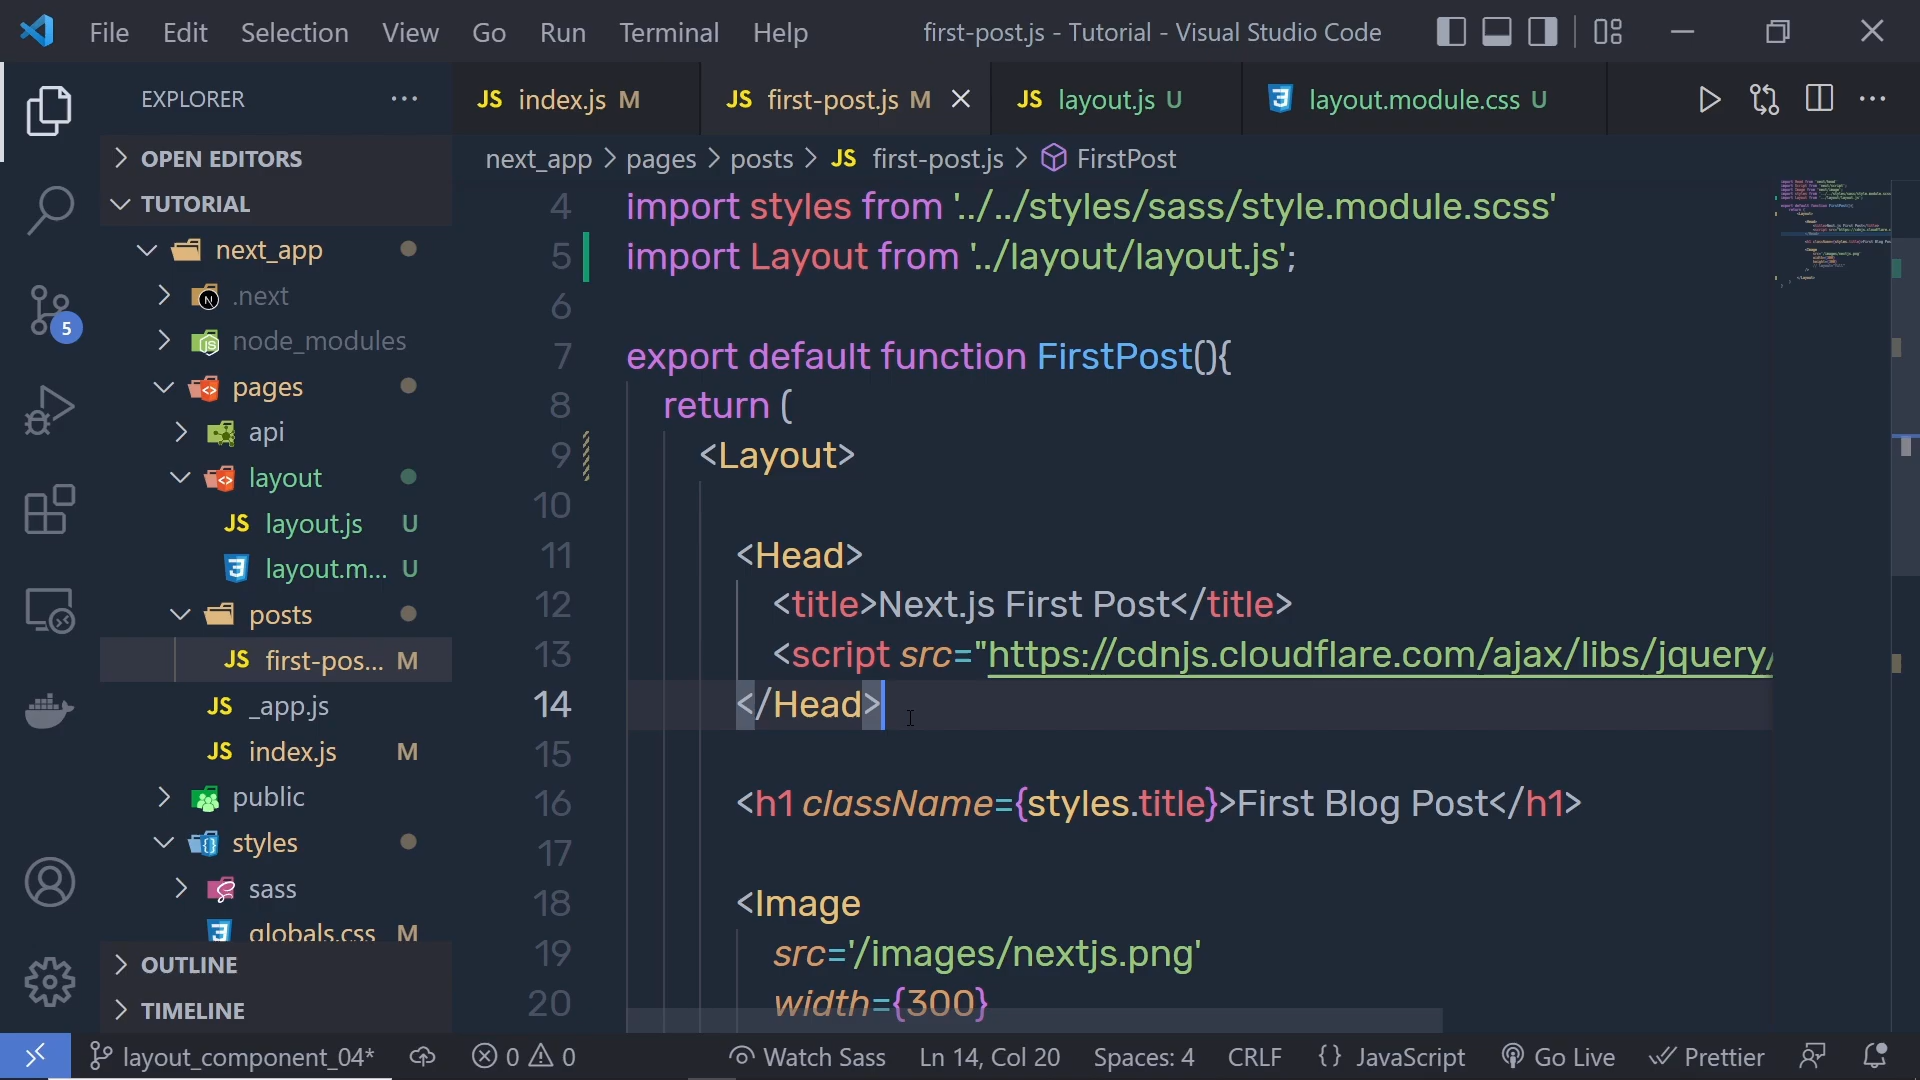 File Edit Selection View Go Run Terminal Help
first-post.js - Tutorial - Visual Studio Code
EXPLORER
OPEN EDITORS
TUTORIAL
next_app
.next
node_modules
pages
api
layout
JS layout.js U
layout.m... U
posts
JS first-pos... M
JS _app.js
JS index.js M
public
styles
sass
globals.css M
OUTLINE
TIMELINE
5
JS index.js M
JS first-post.js M
JS layout.js U
layout.module.css U
next_app > pages > posts > JS first-post.js > FirstPost
4 import styles from '../../styles/sass/style.module.scss'
5 import Layout from '../layout/layout.js';
6
7 export default function FirstPost(){
8 return (
9 <Layout>
10
11 <Head>
12 <title>Next.js First Post</title>
13 <script src="https://cdnjs.cloudflare.com/ajax/libs/jquery/
14 </Head>
15
16 <h1 className={styles.title}>First Blog Post</h1>
17
18 <Image
19 src='/images/nextjs.png'
20 width={300}
layout_component_04* 0 0 Watch Sass Ln 14, Col 20 Spaces: 4 CRLF {} JavaScript Go Live Prettier